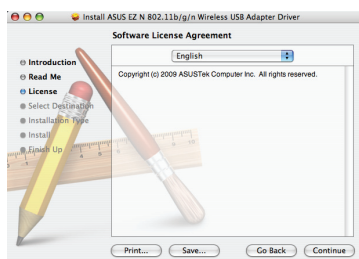 Install ASUS EZ N 802.11b/g/n Wireless USB Adapter Driver
Software License Agreement
English
Introduction
Read Me
License
Select Destination
Installation Type
Install
Finish Up
Copyright (c) 2009 ASUSTek Computer Inc. All rights reserved.
Print...
Save...
Go Back
Continue